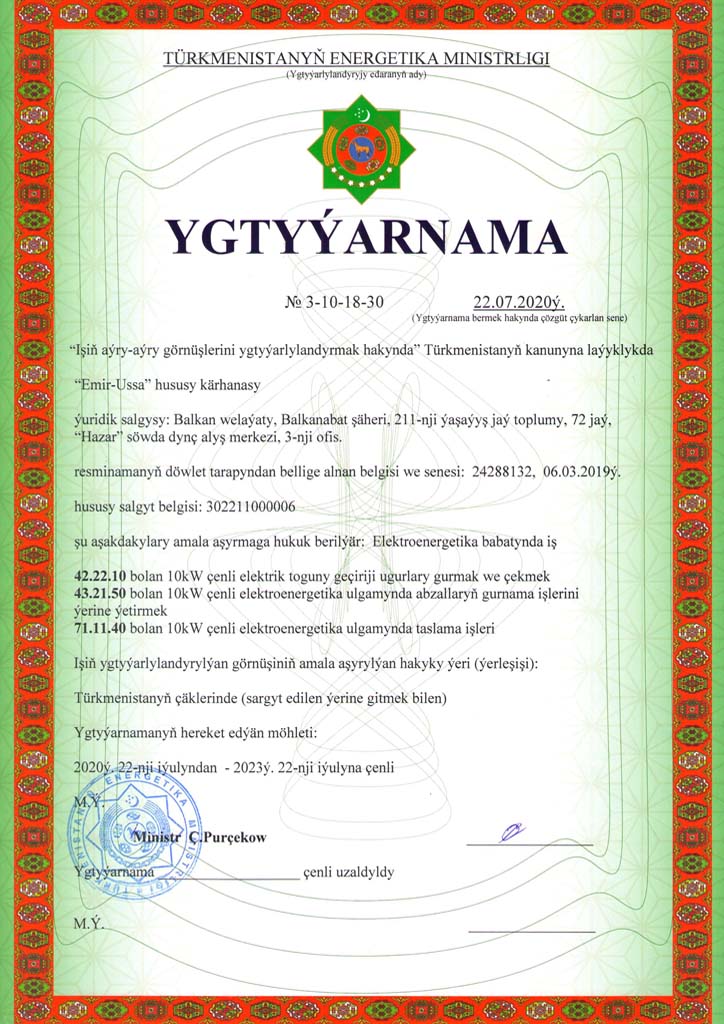 TÜRKMENISTANYŇ ENERGETIKA MINISTRLIGI
(Ygtyýarlylandyryjy edaranyň ady)
YGTYÝARNAMA
№ 3-10-18-30 22.07.2020ý.
(Ygtyýarnama bermek hakynda çözgüt çykarlan sene)
“Işiň aýry-aýry görnüşlerini ygtyýarlylandyrmak hakynda” Türkmenistanyň kanunyna laýyklykda
“Emir-Ussa” hususy kärhanasy
ýuridik salgysy: Balkan welaýaty, Balkanabat şäheri, 211-nji ýaşaýyş jaý toplumy, 72 jaý,
“Hazar” söwda dynç alyş merkezi, 3-nji ofis.
resminamanyň döwlet tarapyndan bellige alnan belgisi we senesi: 24288132, 06.03.2019ý.
hususy salgyt belgisi: 302211000006
şu aşakdakylary amala aşyrmaga hukuk berilýär: Elektroenergetika babatynda iş
42.22.10 bolan 10kW çenli elektrik toguny geçiriji ugurlary gurmak we çekmek
43.21.50 bolan 10kW çenli elektroenergetika ulgamynda abzallaryň gurnama işlerini
ýerine ýetirmek
71.11.40 bolan 10kW çenli elektroenergetika ulgamynda taslama işleri
Işiň ygtyýarlylandyrylýan görnüşiniň amala aşyrylýan hakyky ýeri (ýerleşişi):
Türkmenistanyň çäklerinde (sargyt edilen ýerine gitmek bilen)
Ygtyýarnamanyň hereket edýän möhleti:
2020ý. 22-nji iýulyndan - 2023ý. 22-nji iýulyna çenli
M.Ý.
TÜRKMENISTANYŇ ENERGETIKA MINISTRLIGI
Ministr Ç.Purçekow
Ygtyýarnama çenli uzaldyldy
M.Ý.